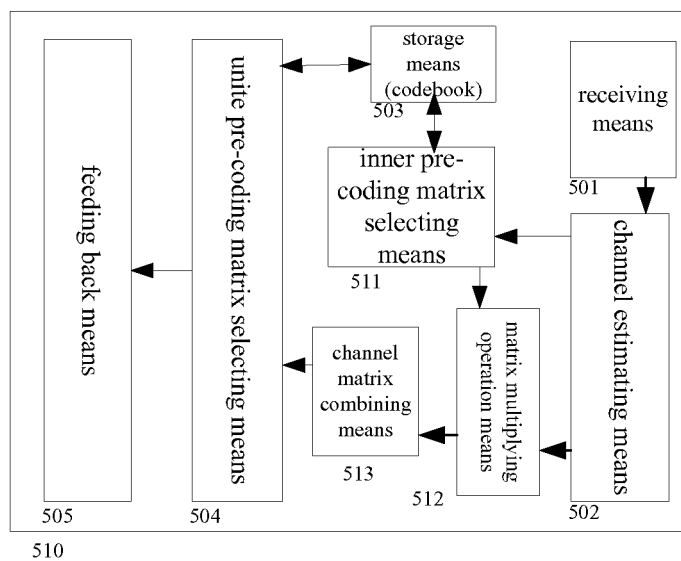 storage
means
(codebook)
503
receiving
means
501
inner pre-
coding matrix
selecting
means
511
channel estimating means
502
matrix multiplying
operation means
512
channel
matrix
combining
means
513
unite pre-coding matrix selecting means
504
feeding back means
505
510